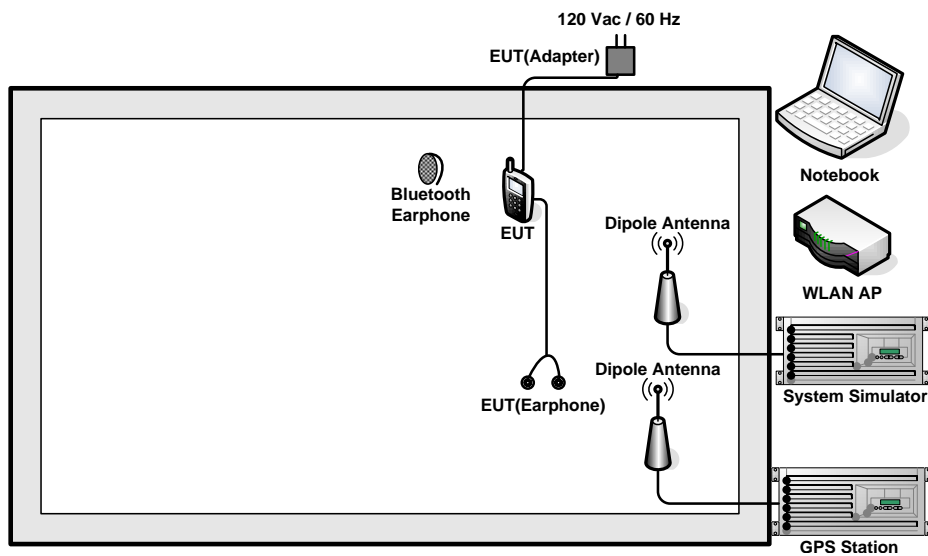 120 Vac / 60 Hz
EUT(Adapter)
Notebook
Bluetooth
Earphone
EUT
Dipole Antenna
WLAN AP
Dipole Antenna
System Simulator
EUT(Earphone)
GPS Station